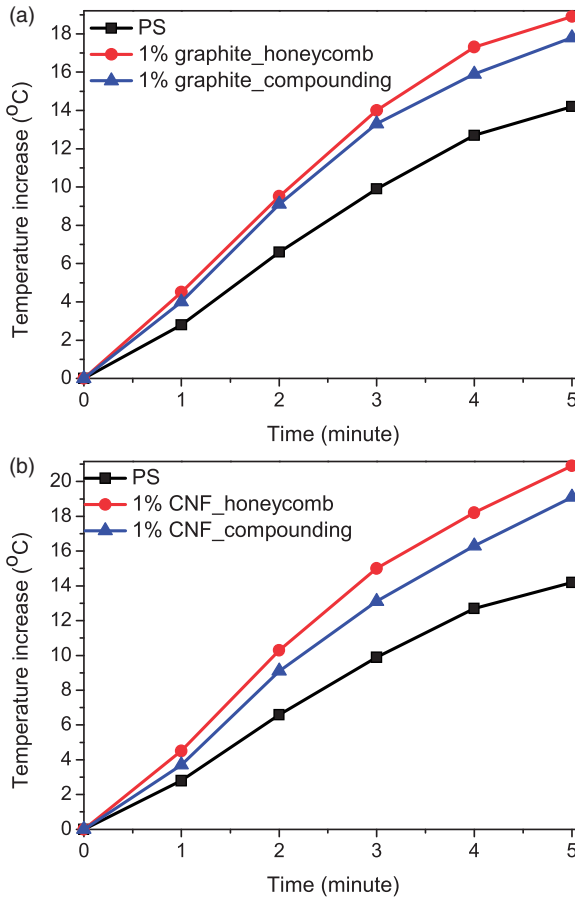 (a)
PS
1% graphite_honeycomb
1% graphite_compounding
18
16
14
12
10
8
6
4
2
0
Temperature increase (°C)
0 1 2 3 4 5
Time (minute)
(b)
PS
1% CNF_honeycomb
1% CNF_compounding
20
18
16
14
12
10
8
6
4
2
0
Temperature increase (°C)
0 1 2 3 4 5
Time (minute)